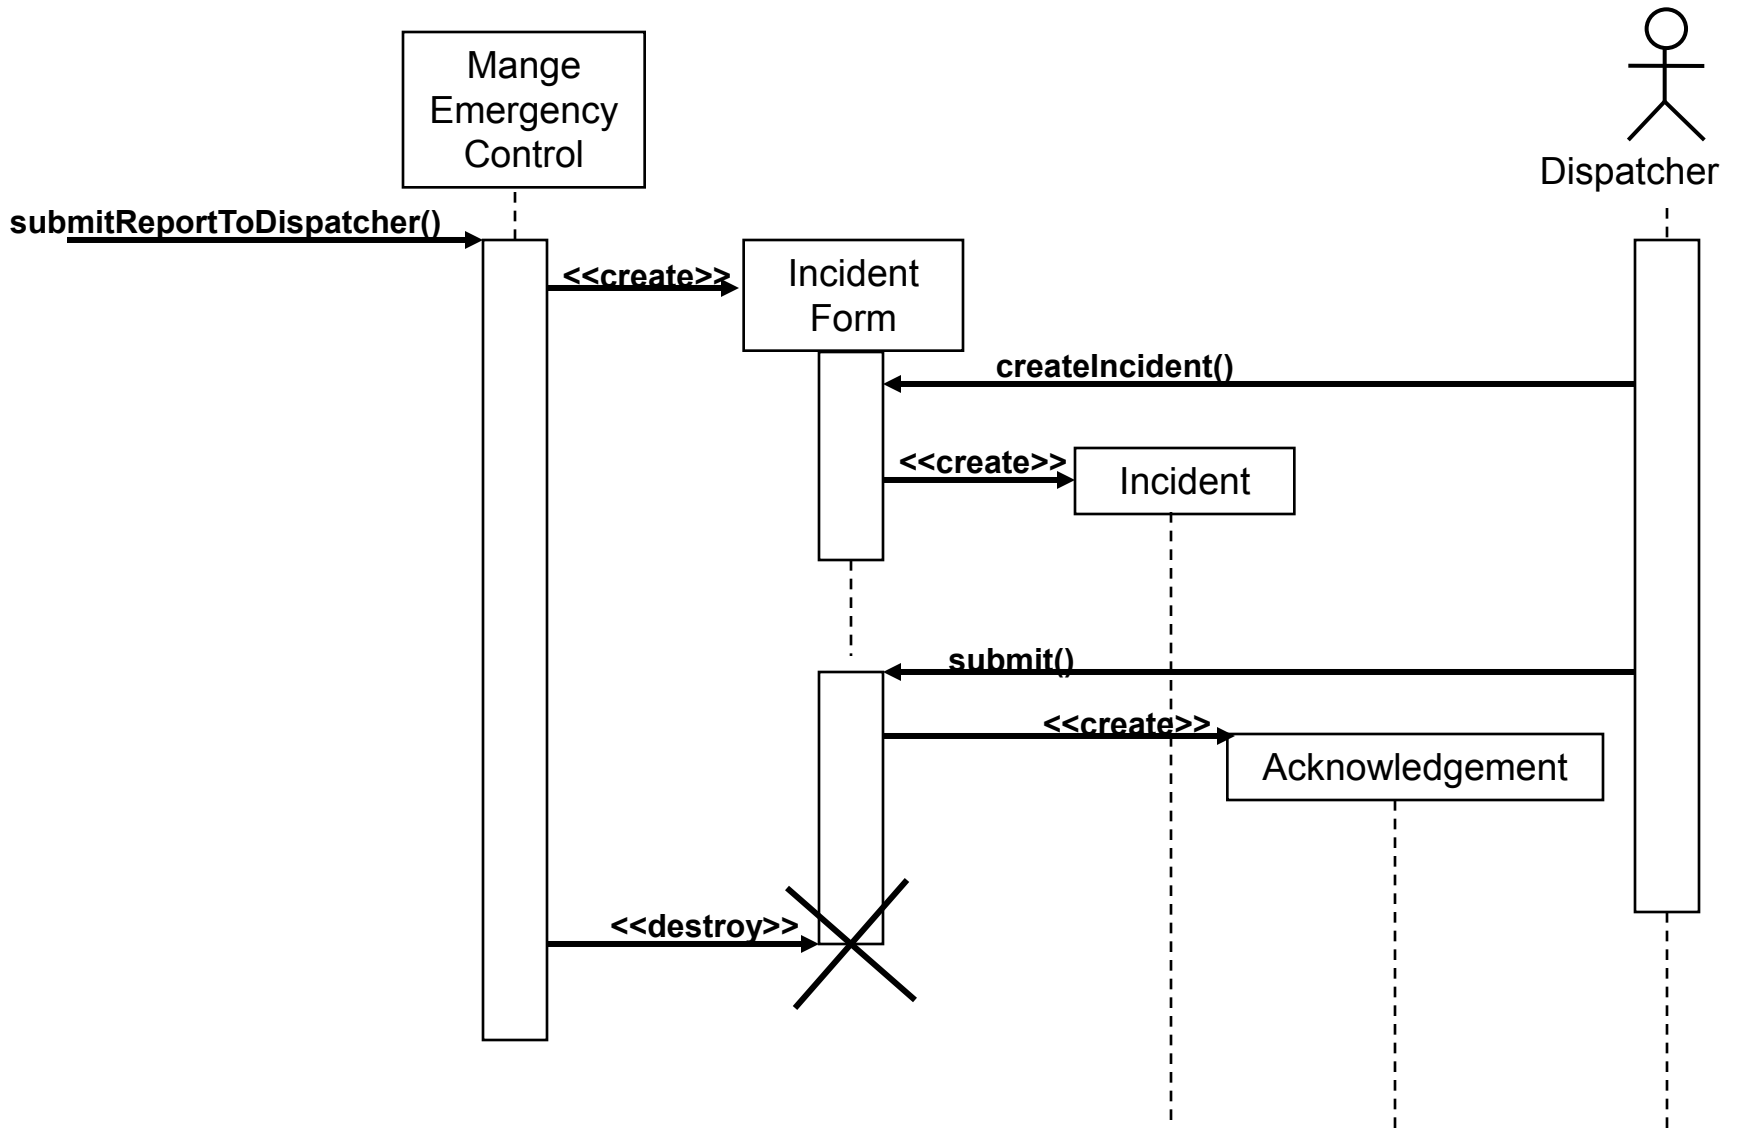 Mange
Emergency
Control
Dispatcher
submitReportToDispatcher()
<<create>>
Incident
Form
createIncident()
<<create>>
Incident
submit()
<<create>>
Acknowledgement
<<destroy>>